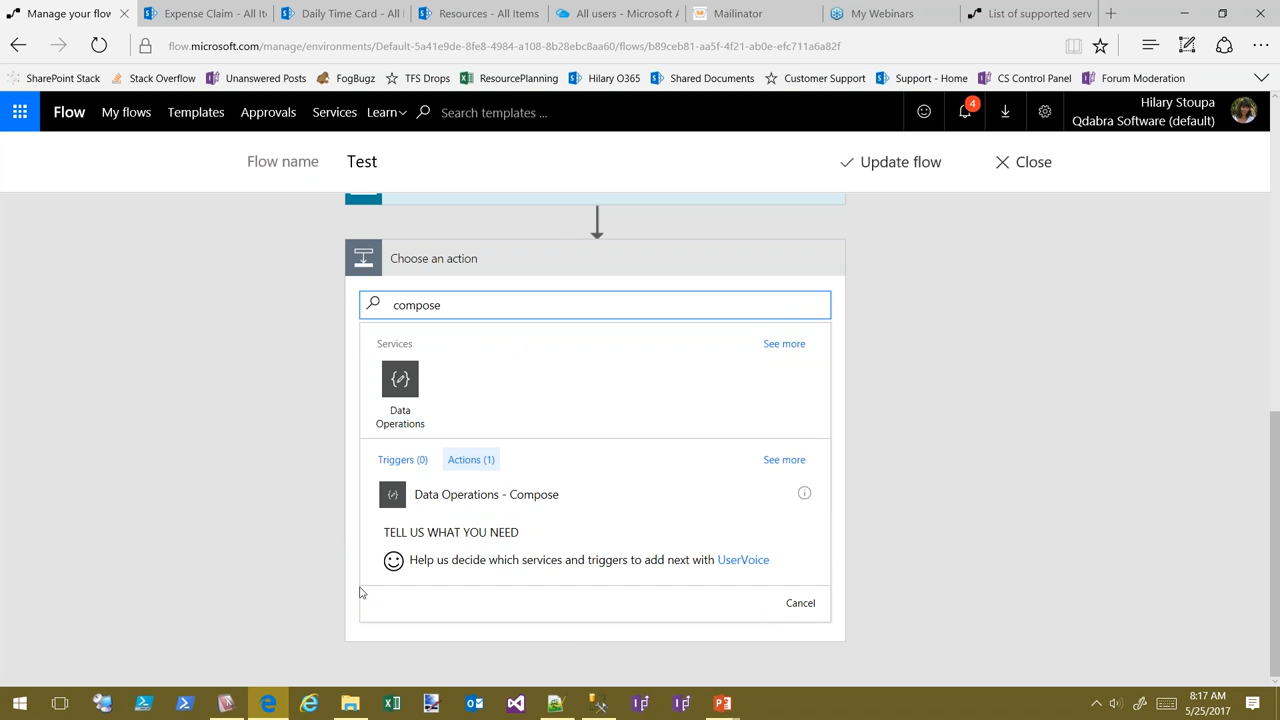 Manage your flow
Expense Claim - All Ite
Daily Time Card - All I
Resources - All Items
All users - Microsoft A
Mailinator
My Webinars
List of supported serv
flow.microsoft.com/manage/environments/Default-5a41e9de-8fe8-4984-a108-8b28ebc8aa60/flows/b89ceb81-aa5f-4f21-ab0e-efc711a6a82f
SharePoint Stack
Stack Overflow
Unanswered Posts
FogBugz
TFS Drops
ResourcePlanning
Hilary O365
Shared Documents
Customer Support
Support - Home
CS Control Panel
Forum Moderation
Flow
My flows
Templates
Approvals
Services
Learn
Search templates ...
4
Hilary Stoupa
Qdabra Software (default)
Flow name
Test
Update flow
Close
Choose an action
compose
Services
See more
Data
Operations
Triggers (0)
Actions (1)
See more
Data Operations - Compose
TELL US WHAT YOU NEED
Help us decide which services and triggers to add next with UserVoice
Cancel
8:17 AM
5/25/2017